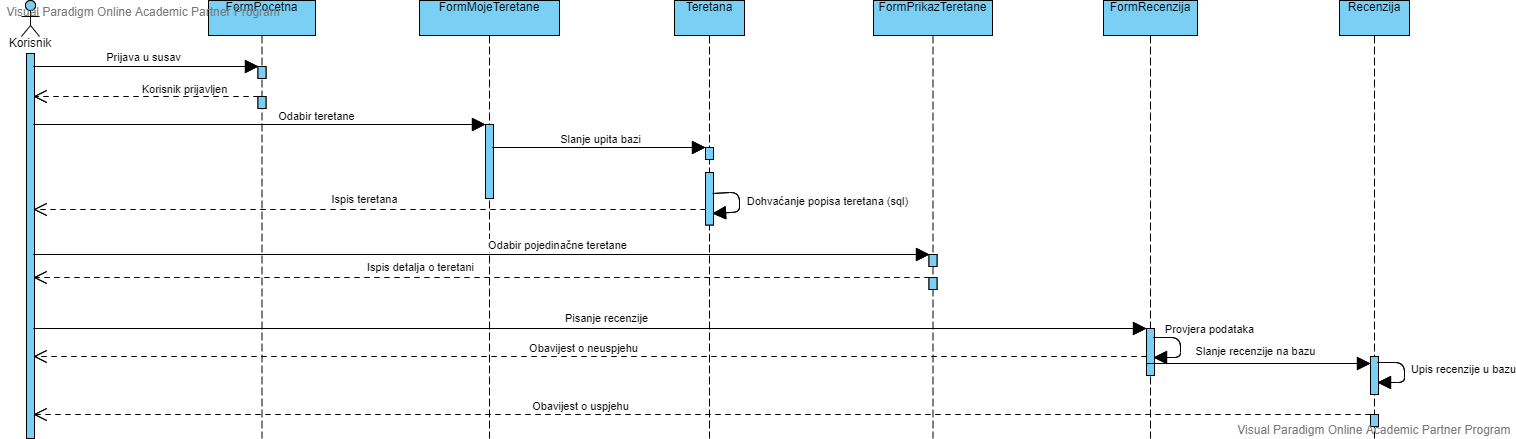 Visual Paradigm Online Academic Partner Program
FormPocetna
FormMojeTeretane
Teretana
FormPrikazTeretane
FormRecenzija
Recenzija
Korisnik
Prijava u susav
Korisnik prijavljen
Odabir teretane
Slanje upita bazi
Ispis teretana
Dohvaćanje popisa teretana (sql)
Odabir pojedinačne teretane
Ispis detalja o teretani
Pisanje recenzije
Provjera podataka
Obavijest o neuspjehu
Slanje recenzije na bazu
Upis recenzije u bazu
Obavijest o uspjehu
Visual Paradigm Online Academic Partner Program